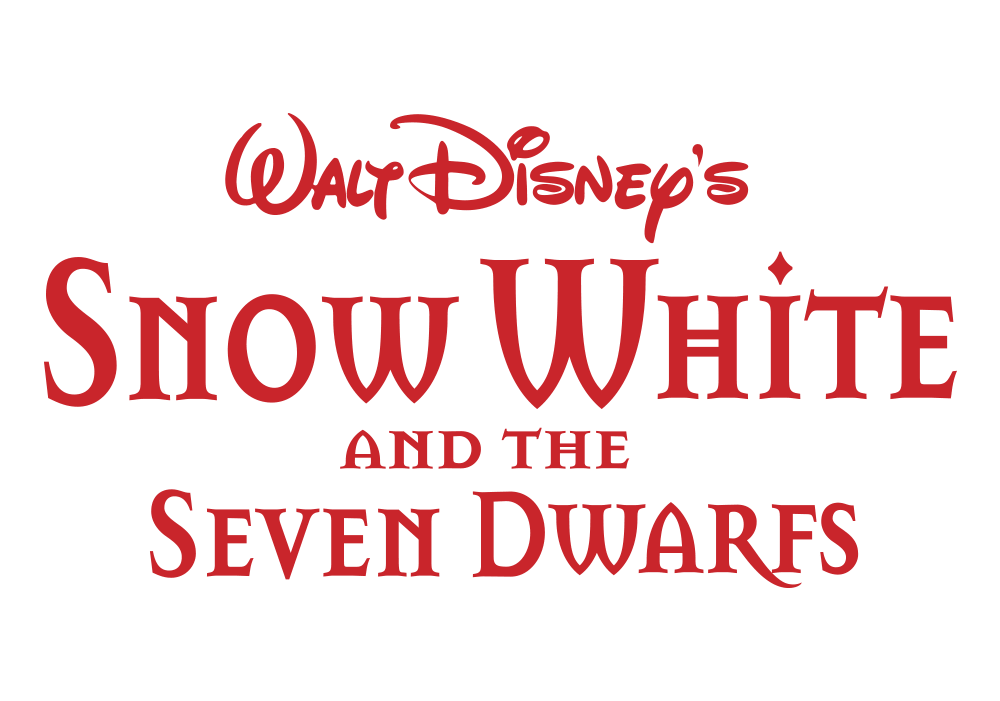 Walt Disney's
Snow White
and the
Seven Dwarfs